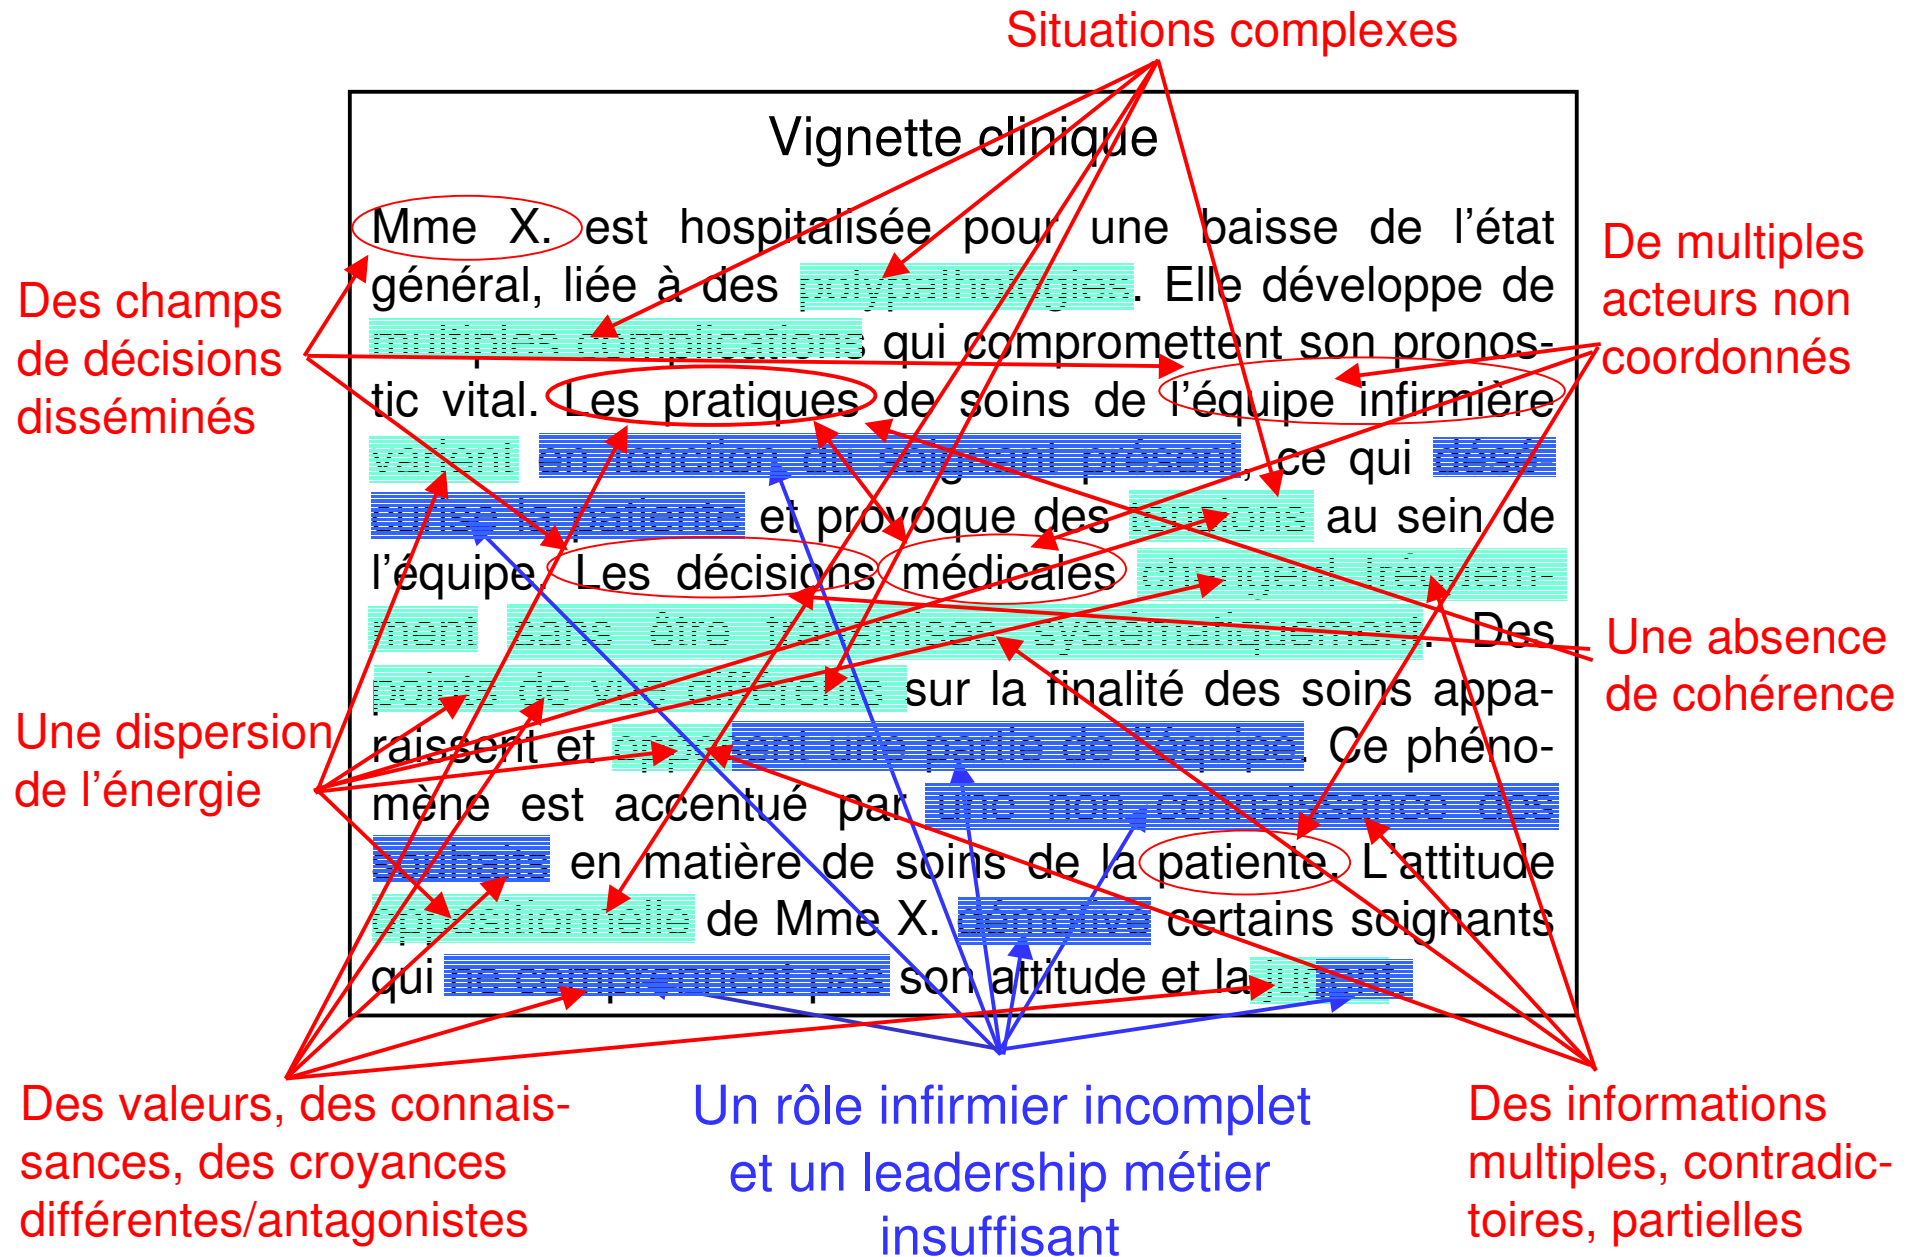 Situations complexes
Vignette clinique
Mme X. est hospitalisée pour une baisse de l'état
général, liée à des polypathologies. Elle développe de
multiples complications qui compromettent son pronos-
tic vital. Les pratiques de soins de l'équipe infirmière
varient en fonction du soignant présent, ce qui désé-
curise la patiente et provoque des tensions au sein de
l'équipe. Les décisions médicales changent fréquem-
ment sans être transmises systématiquement. Des
points de vue différents sur la finalité des soins appa-
raissent et opposent une partie de l'équipe. Ce phéno-
mène est accentué par une non connaissance des
souhaits en matière de soins de la patiente. L'attitude
oppositionnelle de Mme X. démotive certains soignants
qui ne comprennent pas son attitude et la jugent.
Des champs
de décisions
disséminés
Une dispersion
de l'énergie
De multiples
acteurs non
coordonnés
Une absence
de cohérence
Des valeurs, des connais-
sances, des croyances
différentes/antagonistes
Un rôle infirmier incomplet
et un leadership métier
insuffisant
Des informations
multiples, contradic-
toires, partielles